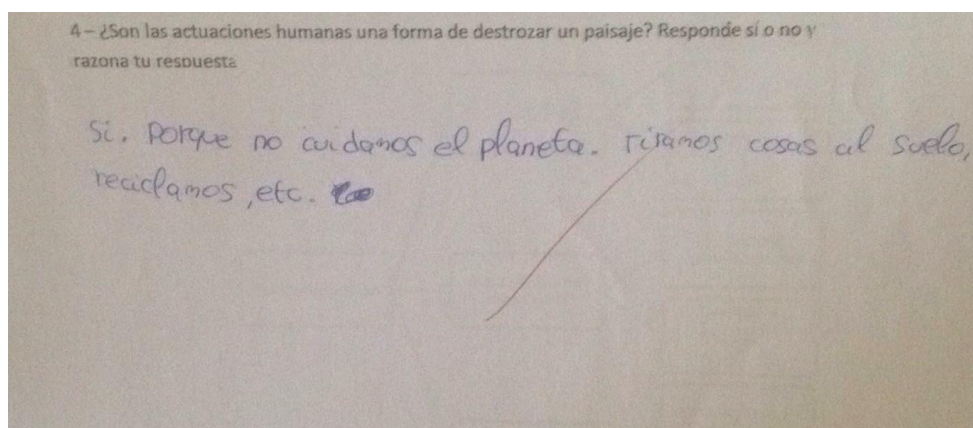 4 – ¿Son las actuaciones humanas una forma de destrozar un paisaje? Responde sí o no y
razona tu respuesta
Si. Porque no cuidamos el planeta. Tiramos cosas al suelo,
reciclamos, etc.